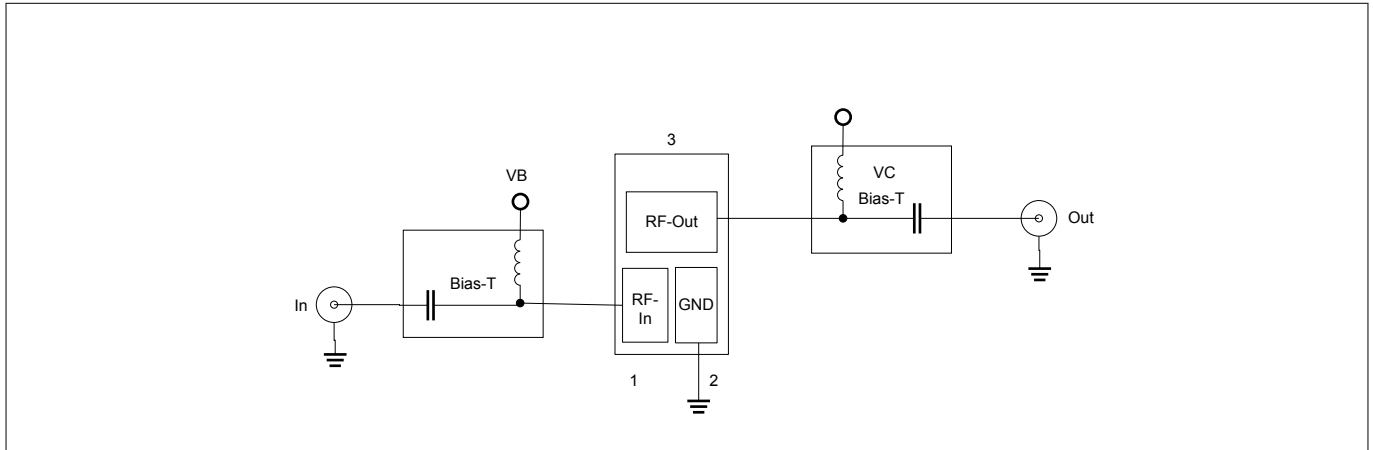 3
VB
VC
Bias-T
RF-Out
Out
Bias-T
RF-
In
GND
In
1
2